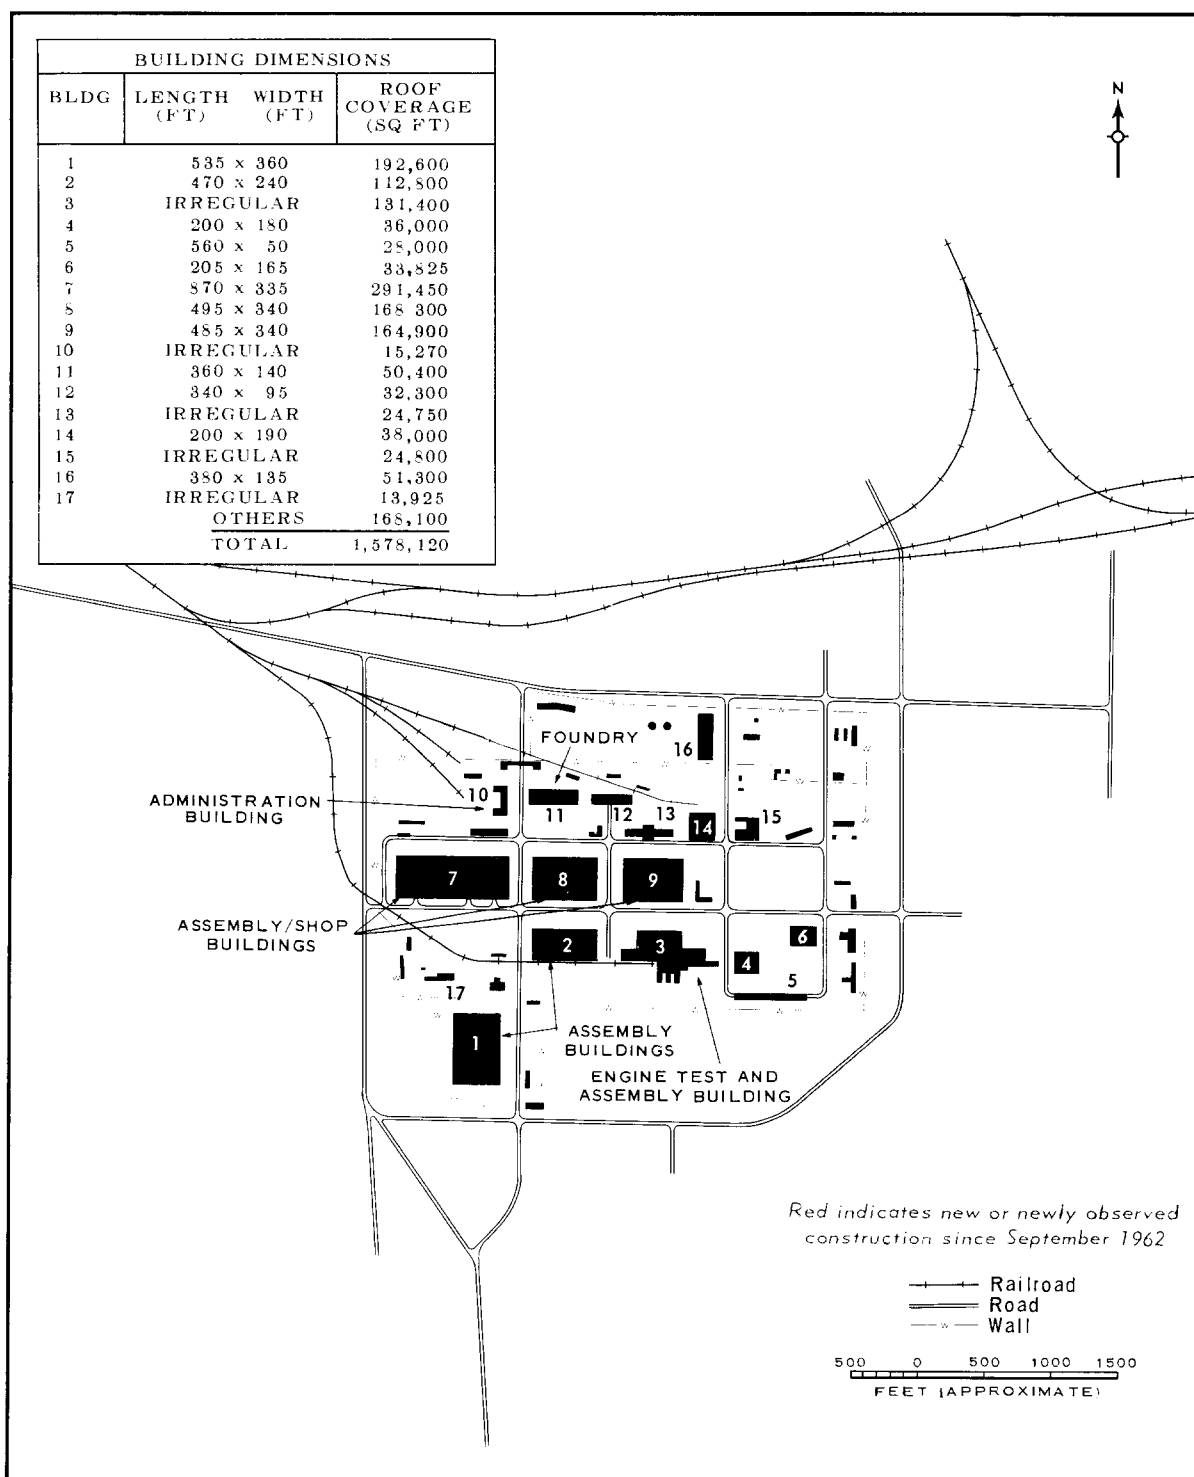 BUILDING DIMENSIONS
BLDG LENGTH (FT) WIDTH (FT) ROOF COVERAGE (SQ FT)
1 535 x 360 192,600
2 470 x 240 112,800
3 IRREGULAR 131,400
4 200 x 180 36,000
5 560 x 50 28,000
6 205 x 165 33,825
7 870 x 335 291,450
8 495 x 340 168 300
9 485 x 340 164,900
10 IRREGULAR 15,270
11 360 x 140 50,400
12 340 x 95 32,300
13 IRREGULAR 24,750
14 200 x 190 38,000
15 IRREGULAR 24,800
16 380 x 135 51,300
17 IRREGULAR 13,925
OTHERS 168,100
TOTAL 1,578,120
N
FOUNDRY
16
ADMINISTRATION
BUILDING
10
11
12
13
14
15
7
8
9
ASSEMBLY/SHOP
BUILDINGS
2
3
4
6
5
17
1
ASSEMBLY
BUILDINGS
ENGINE TEST AND
ASSEMBLY BUILDING
Red indicates new or newly observed
construction since September 1962
Railroad
Road
W Wall
500 0 500 1000 1500
FEET (APPROXIMATE)